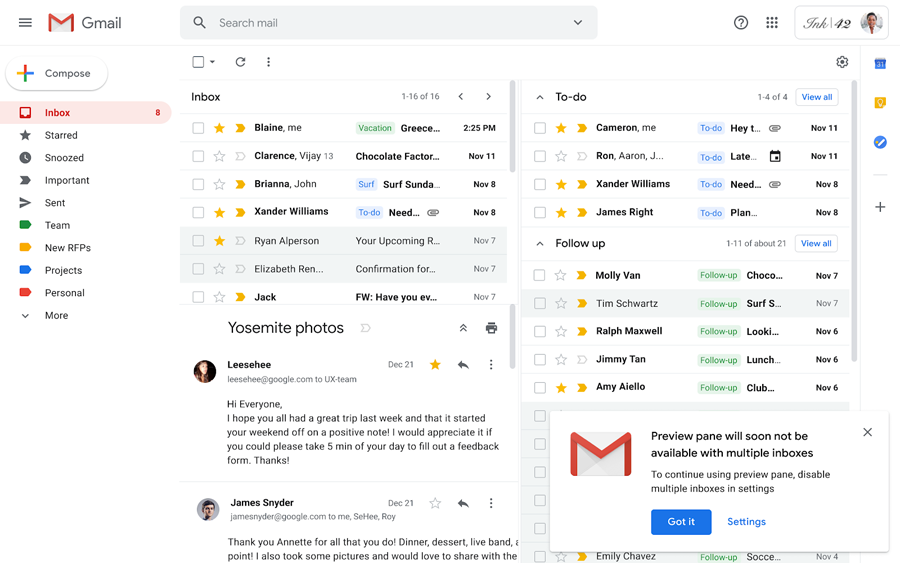 Gmail
Search mail
Ink 42
Compose
Inbox 8
Starred
Snoozed
Important
Sent
Team
New RFPs
Projects
Personal
More
Inbox 1-16 of 16
Blaine, me Vacation Greece... 2:25 PM
Clarence, Vijay 13 Chocolate Factor... Nov 11
Brianna, John Surf Surf Sunda... Nov 8
Xander Williams To-do Need... Nov 8
Ryan Alperson Your Upcoming R... Nov 7
Elizabeth Ren... Confirmation for... Nov 7
Jack FW: Have you ev... Nov 7
Yosemite photos
Leesehee Dec 21
leesehee@google.com to UX-team
Hi Everyone,
I hope you all had a great trip last week and that it started
your weekend off on a positive note! I would appreciate it if
you could please take 5 min of your day to fill out a feedback
form. Thanks!
James Snyder Dec 21
jamesnyder@google.com to me, SeHee, Roy
Thank you Annette for all that you do! Dinner, dessert, live band, a
point! I also took some pictures and would love to share with the
To-do 1-4 of 4 View all
Cameron, me To-do Hey t... Nov 11
Ron, Aaron, J... To-do Late... Nov 11
Xander Williams To-do Need... Nov 8
James Right To-do Plan... Nov 8
Follow up 1-11 of about 21 View all
Molly Van Follow-up Choco... Nov 7
Tim Schwartz Follow-up Surf S... Nov 7
Ralph Maxwell Follow-up Looki... Nov 6
Jimmy Tan Follow-up Lunch... Nov 6
Amy Aiello Follow-up Club... Nov 6
Preview pane will soon not be
available with multiple inboxes
To continue using preview pane, disable
multiple inboxes in settings
Got it Settings
Emily Chavez Follow-up Socce... Nov 4
31